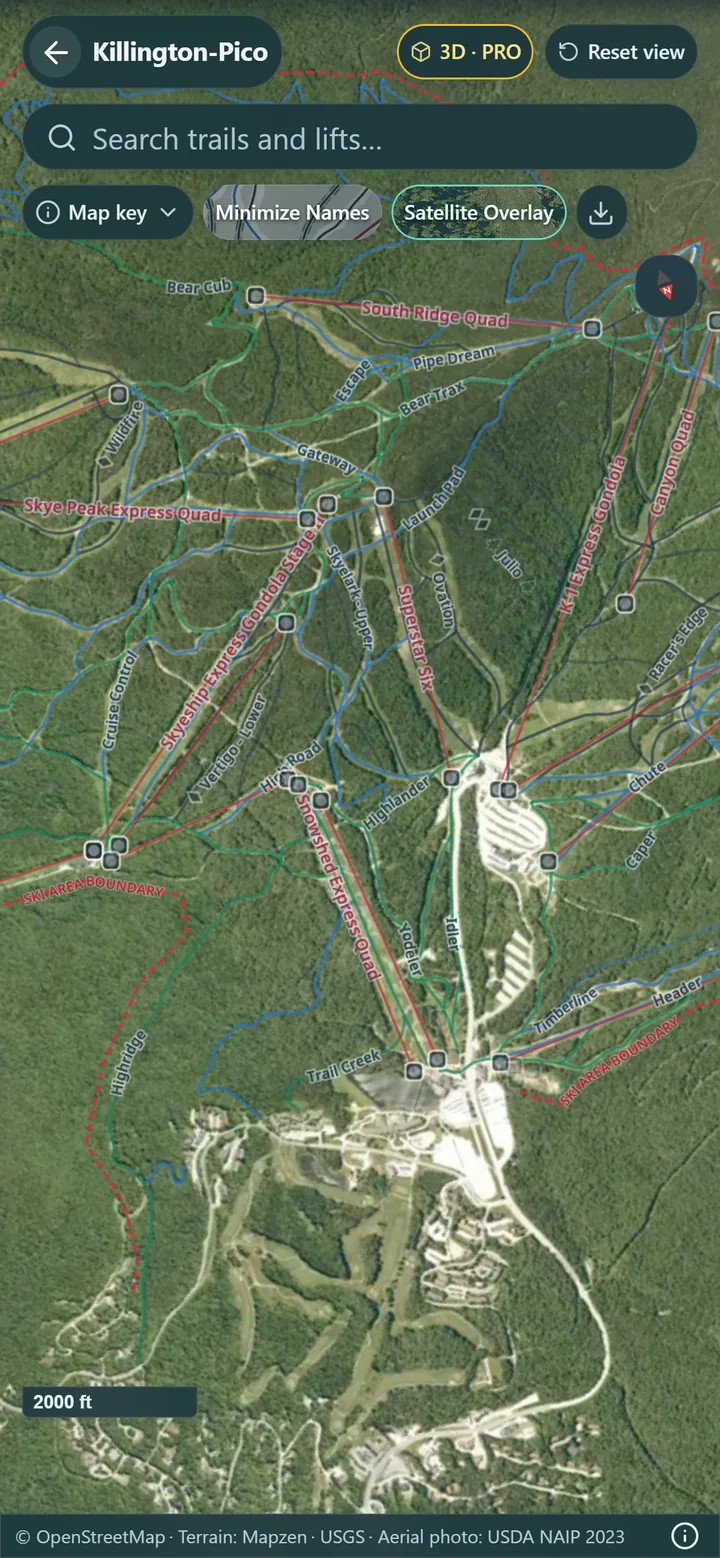 Killington-Pico
3D · PRO
Reset view
Search trails and lifts...
Map key
Minimize Names
Satellite Overlay
Bear Cub
N
South Ridge Quad
Pipe Dream
Escape
Bear Trax
Wildfire
Gateway
Canyon Quad
Launch Pad
Skye Peak Express Quad
K-1 Express Gondola
Julio
Skyelark - Upper
Ovation
Skyeship Express Gondola Stage
Superstar Six
Racer's Edge
Cruise Control
Vertigo - Lower
High Road
Highlander
Chute
Caper
SKI AREA BOUNDARY
Snowshed Express Quad
Yodeler
Idler
Timberline
Header
SKI AREA BOUNDARY
Highridge
Trail Creek
2000 ft
© OpenStreetMap · Terrain: Mapzen · USGS · Aerial photo: USDA NAIP 2023